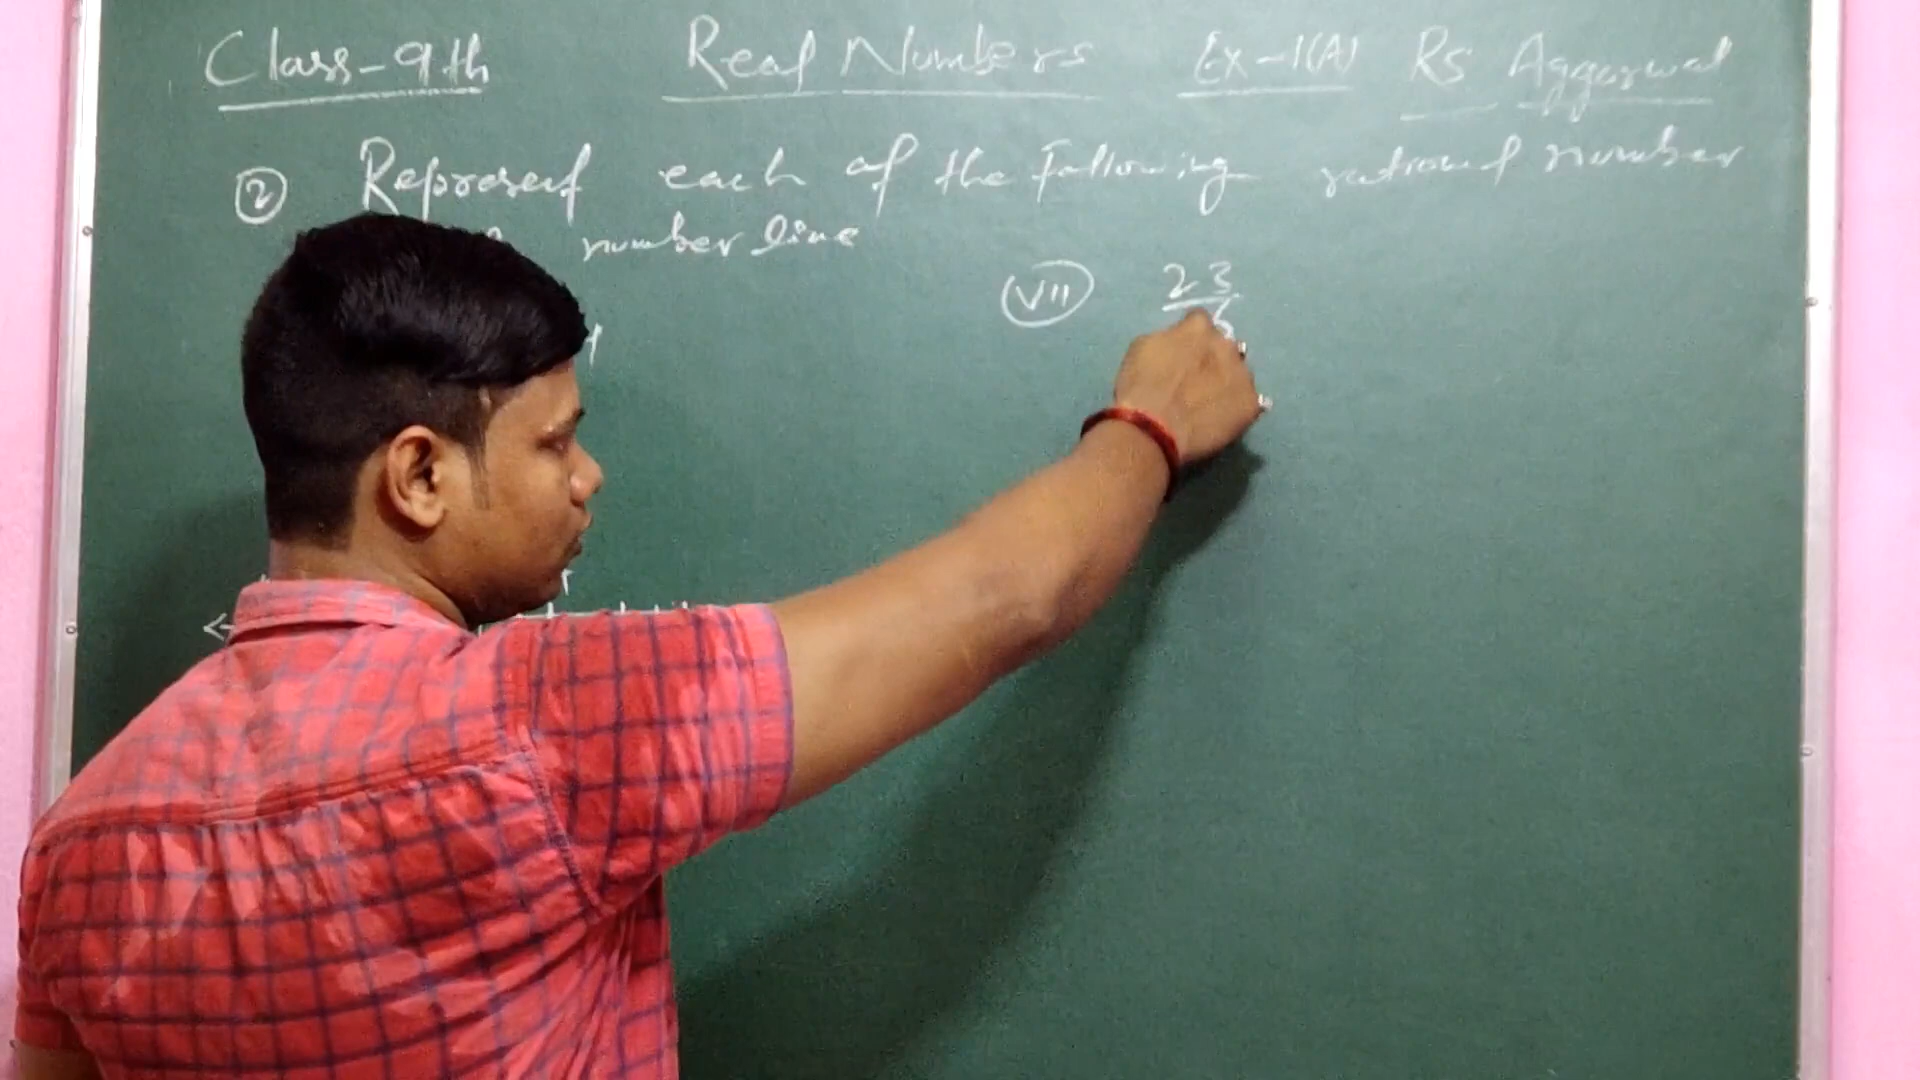 Class-9th Real Numbers Ex-1(A) RS Aggarwal
② Represent each of the following rational number
number line
VII 23
6